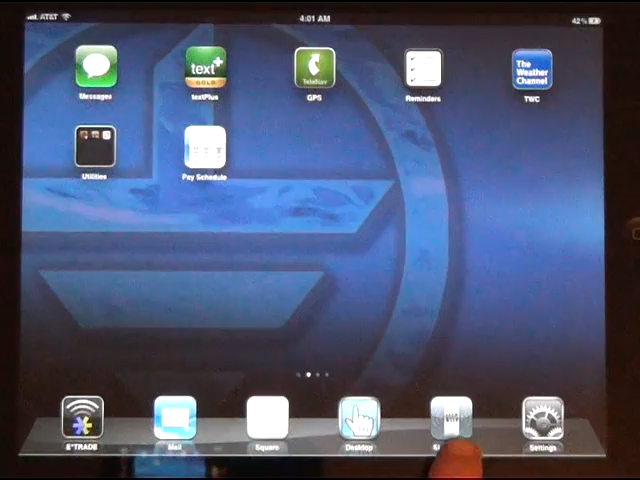 AT&T 4:01 AM 42%
text+
GOLD
TeleNav
The
Weather
Channel
Messages textPlus GPS Reminders TWC
Utilities Pay Schedule
E*TRADE Mail Square Desktop Settings